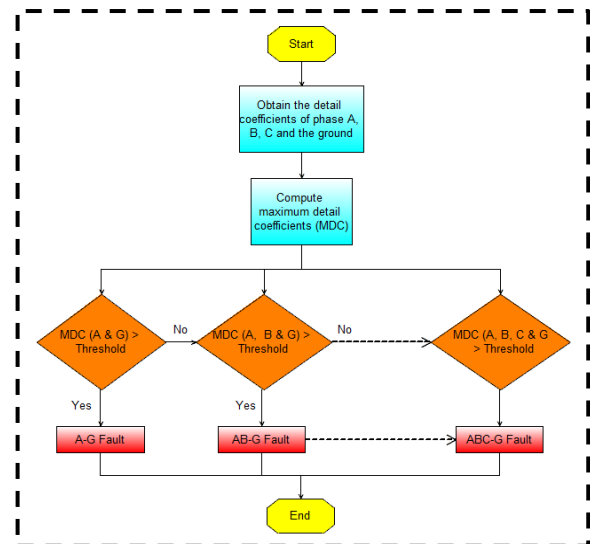 Start
Obtain the detail
coefficients of phase A,
B, C and the ground
Compute
maximum detail
coefficients (MDC)
MDC (A & G) >
Threshold
No
MDC (A, B & G) >
Threshold
No
MDC (A, B, C & G
> Threshold
Yes
Yes
A-G Fault
AB-G Fault
ABC-G Fault
End